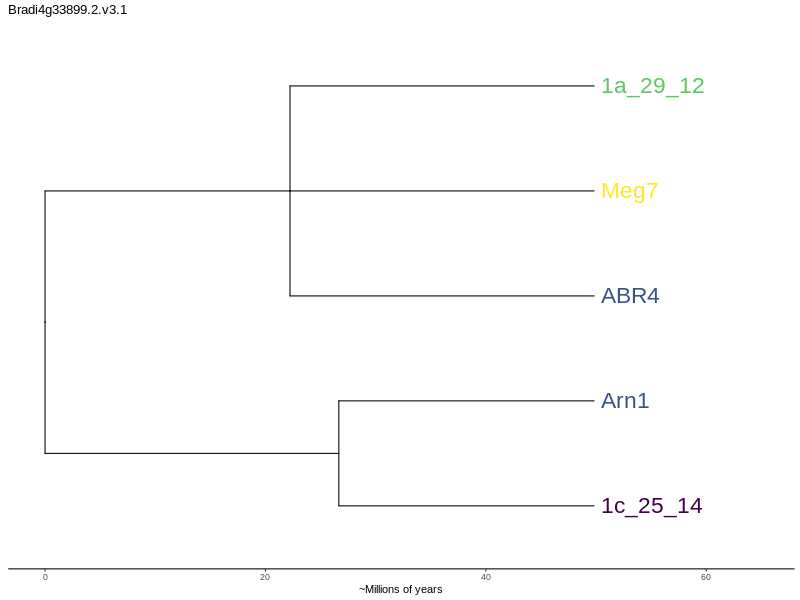 Bradi4g33899.2.v3.1
1a_29_12
Meg7
ABR4
Arn1
1c_25_14
0 20 40 60
~Millions of years